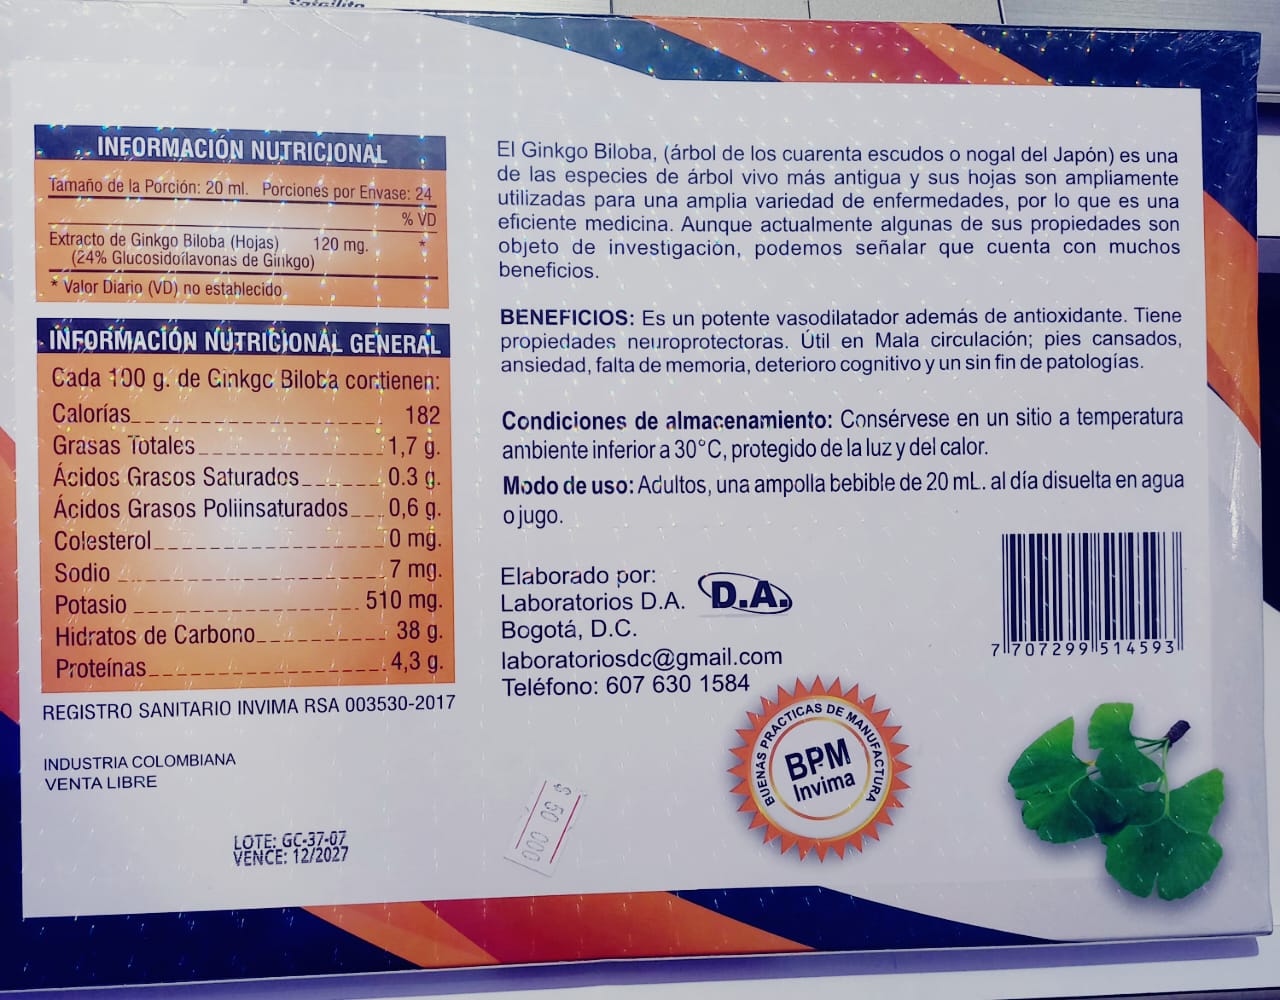 Satélite
INFORMACIÓN NUTRICIONAL
Tamaño de la Porción: 20 ml. Porciones por Envase: 24
% VD
Extracto de Ginkgo Biloba (Hojas) 120 mg. *
(24% Glucosidoflavonas de Ginkgo)
* Valor Diario (VD) no establecido
INFORMACIÓN NUTRICIONAL GENERAL
Cada 100 g. de Ginkgo Biloba contienen:
Calorías 182
Grasas Totales 1,7 g.
Ácidos Grasos Saturados 0.3 g.
Ácidos Grasos Poliinsaturados 0,6 g.
Colesterol 0 mg.
Sodio 7 mg.
Potasio 510 mg.
Hidratos de Carbono 38 g.
Proteínas 4,3 g.
REGISTRO SANITARIO INVIMA RSA 003530-2017
INDUSTRIA COLOMBIANA
VENTA LIBRE
LOTE: GC-37-07
VENCE: 12/2027
El Ginkgo Biloba, (árbol de los cuarenta escudos o nogal del Japón) es una
de las especies de árbol vivo más antigua y sus hojas son ampliamente
utilizadas para una amplia variedad de enfermedades, por lo que es una
eficiente medicina. Aunque actualmente algunas de sus propiedades son
objeto de investigación, podemos señalar que cuenta con muchos
beneficios.
BENEFICIOS: Es un potente vasodilatador además de antioxidante. Tiene
propiedades neuroprotectoras. Útil en Mala circulación; pies cansados,
ansiedad, falta de memoria, deterioro cognitivo y un sin fin de patologías.
Condiciones de almacenamiento: Consérvese en un sitio a temperatura
ambiente inferior a 30°C, protegido de la luz y del calor.
Modo de uso: Adultos, una ampolla bebible de 20 mL. al día disuelta en agua
o jugo.
Elaborado por:
Laboratorios D.A.
D.A.
Bogotá, D.C.
laboratoriosdc@gmail.com
Teléfono: 607 630 1584
7 707299 514593
BUENAS PRACTICAS DE MANUFACTURA
BPM
Invima
$ 50 000